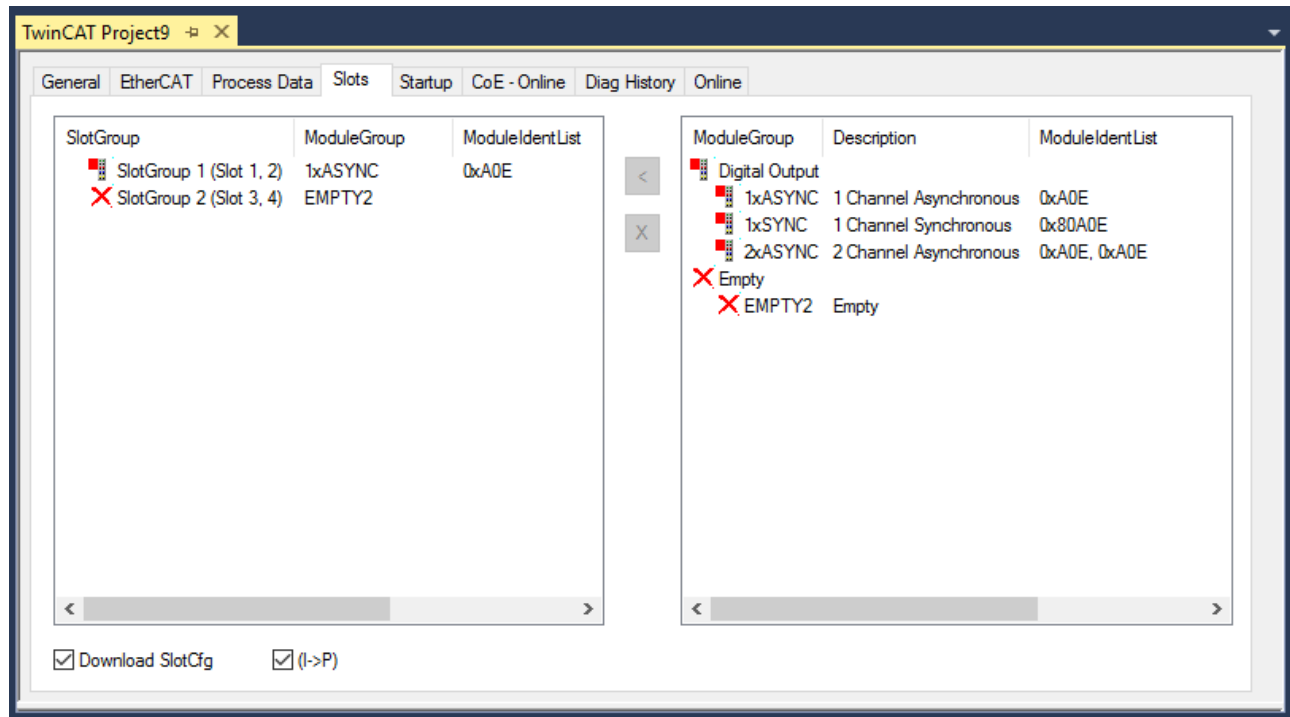 TwinCAT Project9
General EtherCAT Process Data Slots Startup CoE - Online Diag History Online
SlotGroup ModuleGroup ModuleIdentList
SlotGroup 1 (Slot 1, 2) 1xASYNC 0xA0E
SlotGroup 2 (Slot 3, 4) EMPTY2
<
X
ModuleGroup Description ModuleIdentList
Digital Output
1xASYNC 1 Channel Asynchronous 0xA0E
1xSYNC 1 Channel Synchronous 0x80A0E
2xASYNC 2 Channel Asynchronous 0xA0E, 0xA0E
Empty
EMPTY2 Empty
Download SlotCfg (I->P)